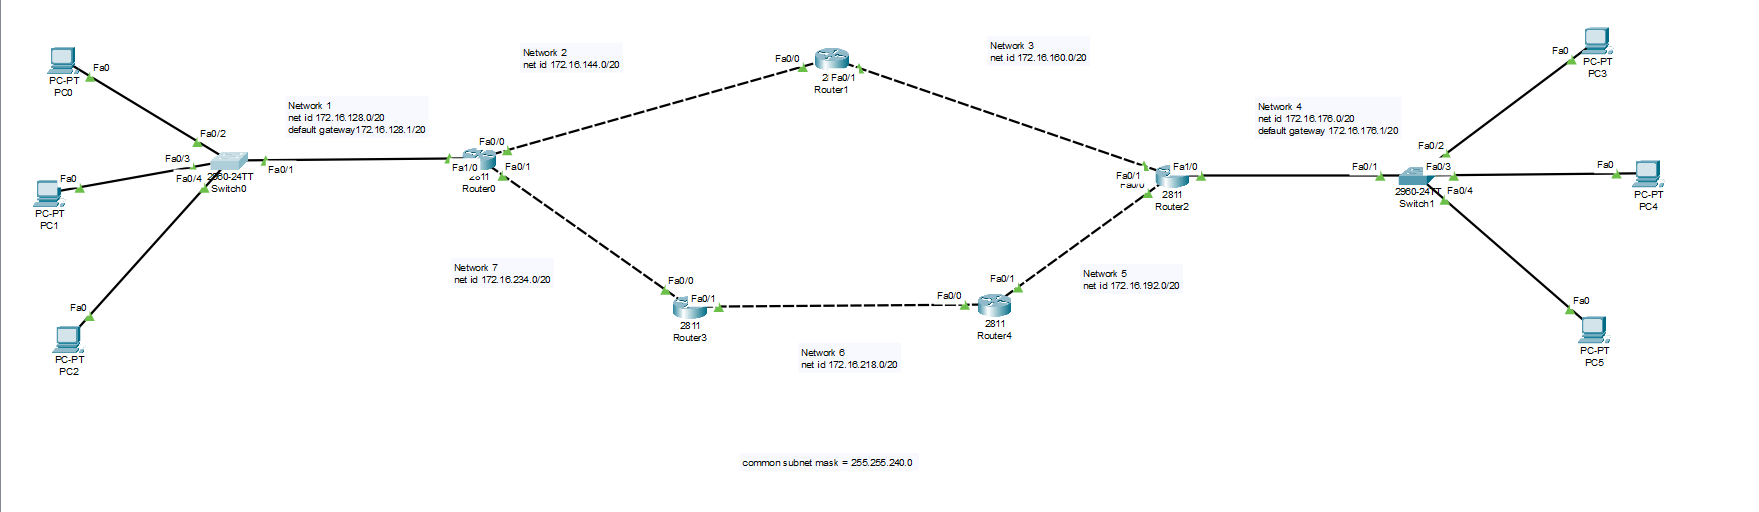 Network 2
net id 172.16.144.0/20
Network 3
net id 172.16.160.0/20
Fa0
PC-PT
PC0
Fa0/0
Fa0/1
Router1
Fa0
PC-PT
PC3
Network 1
net id 172.16.128.0/20
default gateway172.16.128.1/20
Network 4
net id 172.16.176.0/20
default gateway 172.16.176.1/20
Fa0/2
Fa0/3
Fa0/4
Fa0/1
2960-24TT
Switch0
Fa0/0
Fa1/0
Fa0/1
2811
Router0
Fa1/0
Fa0/1
Fa0/0
2811
Router2
Fa0/1
Fa0/2
Fa0/3
Fa0/4
2960-24TT
Switch1
Fa0
PC-PT
PC1
Fa0
PC-PT
PC4
Network 7
net id 172.16.234.0/20
Fa0/0
Fa0/1
2811
Router3
Fa0/0
Fa0/1
2811
Router4
Network 5
net id 172.16.192.0/20
Fa0
PC-PT
PC2
Fa0
PC-PT
PC5
Network 6
net id 172.16.218.0/20
common subnet mask = 255.255.240.0